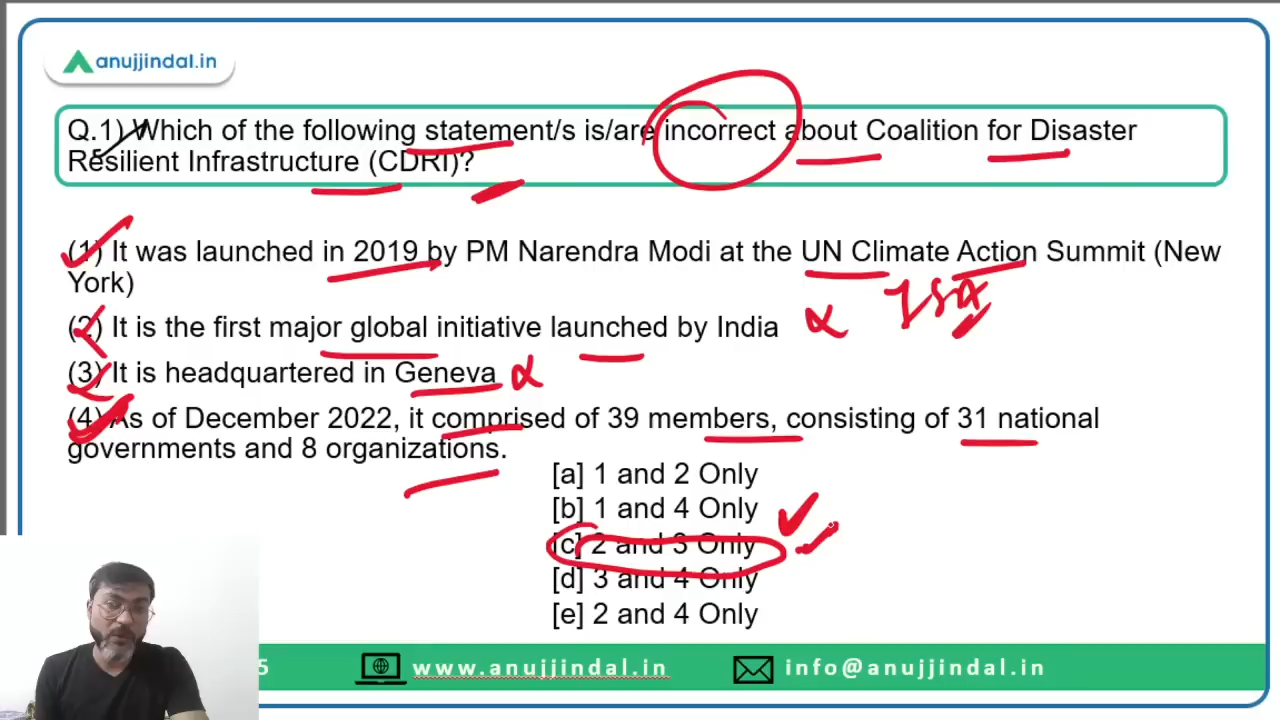 anujjindal.in
Q.1) Which of the following statement/s is/are incorrect about Coalition for Disaster
Resilient Infrastructure (CDRI)?
(1) It was launched in 2019 by PM Narendra Modi at the UN Climate Action Summit (New
York)
ISA
(2) It is the first major global initiative launched by India
(3) It is headquartered in Geneva
(4) As of December 2022, it comprised of 39 members, consisting of 31 national
governments and 8 organizations.
[a] 1 and 2 Only
[b] 1 and 4 Only
[c] 2 and 3 Only
[d] 3 and 4 Only
[e] 2 and 4 Only
5 www.anujjindal.in info@anujjindal.in